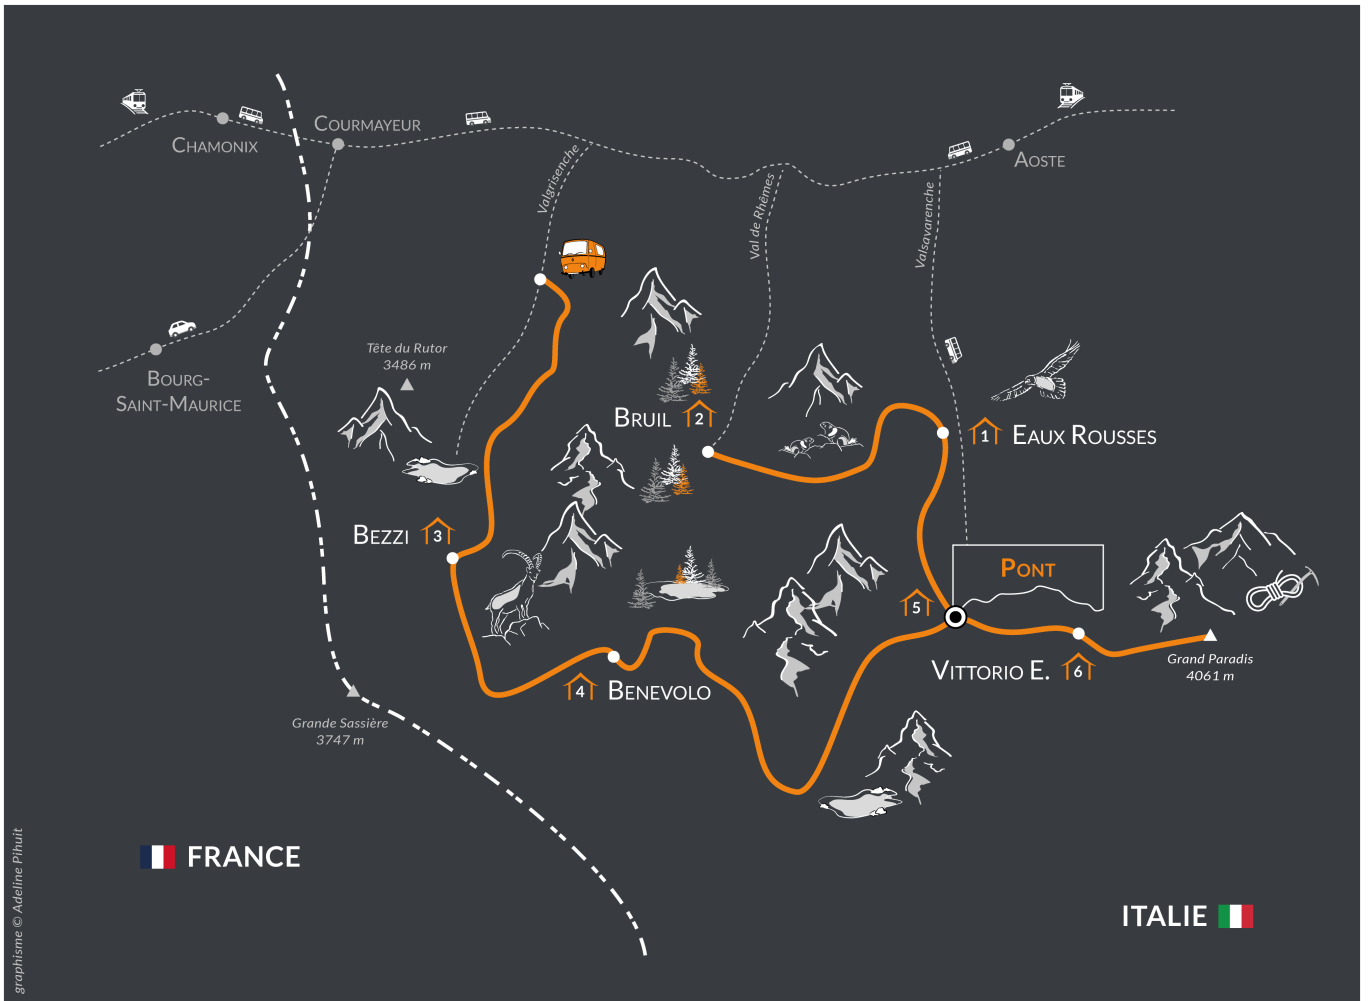 CHAMONIX
COURMAYEUR
AOSTE
Valgrisenche
Val de Rhêmes
Valsavarenche
Tête du Rutor
3486 m
BOURG-
SAINT-MAURICE
BRUIL 2
1 EAUX ROUSSES
BEZZI 3
PONT
5
4 BENEVOLO
VITTORIO E. 6
Grand Paradis
4061 m
Grande Sassière
3747 m
FRANCE
ITALIE
graphisme © Adeline Pihuit